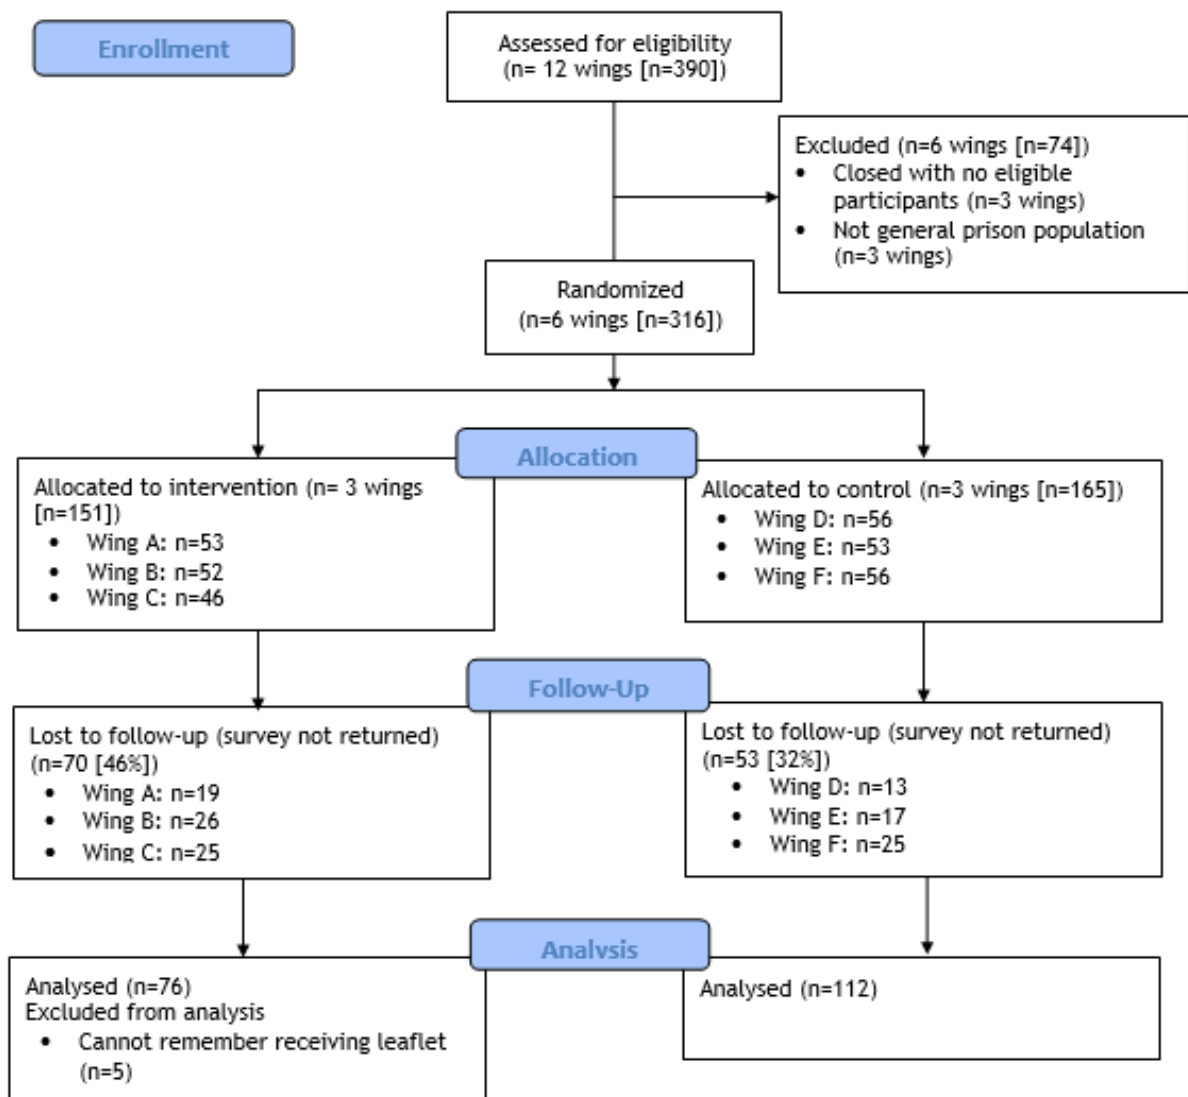 Enrollment
Assessed for eligibility
(n= 12 wings [n=390])
Excluded (n=6 wings [n=74])
• Closed with no eligible
participants (n=3 wings)
• Not general prison population
(n=3 wings)
Randomized
(n=6 wings [n=316])
Allocation
Allocated to intervention (n= 3 wings
[n=151])
• Wing A: n=53
• Wing B: n=52
• Wing C: n=46
Allocated to control (n=3 wings [n=165])
• Wing D: n=56
• Wing E: n=53
• Wing F: n=56
Follow-Up
Lost to follow-up (survey not returned)
(n=70 [46%])
• Wing A: n=19
• Wing B: n=26
• Wing C: n=25
Lost to follow-up (survey not returned)
(n=53 [32%])
• Wing D: n=13
• Wing E: n=17
• Wing F: n=25
Analysis
Analysed (n=76)
Excluded from analysis
• Cannot remember receiving leaflet
(n=5)
Analysed (n=112)